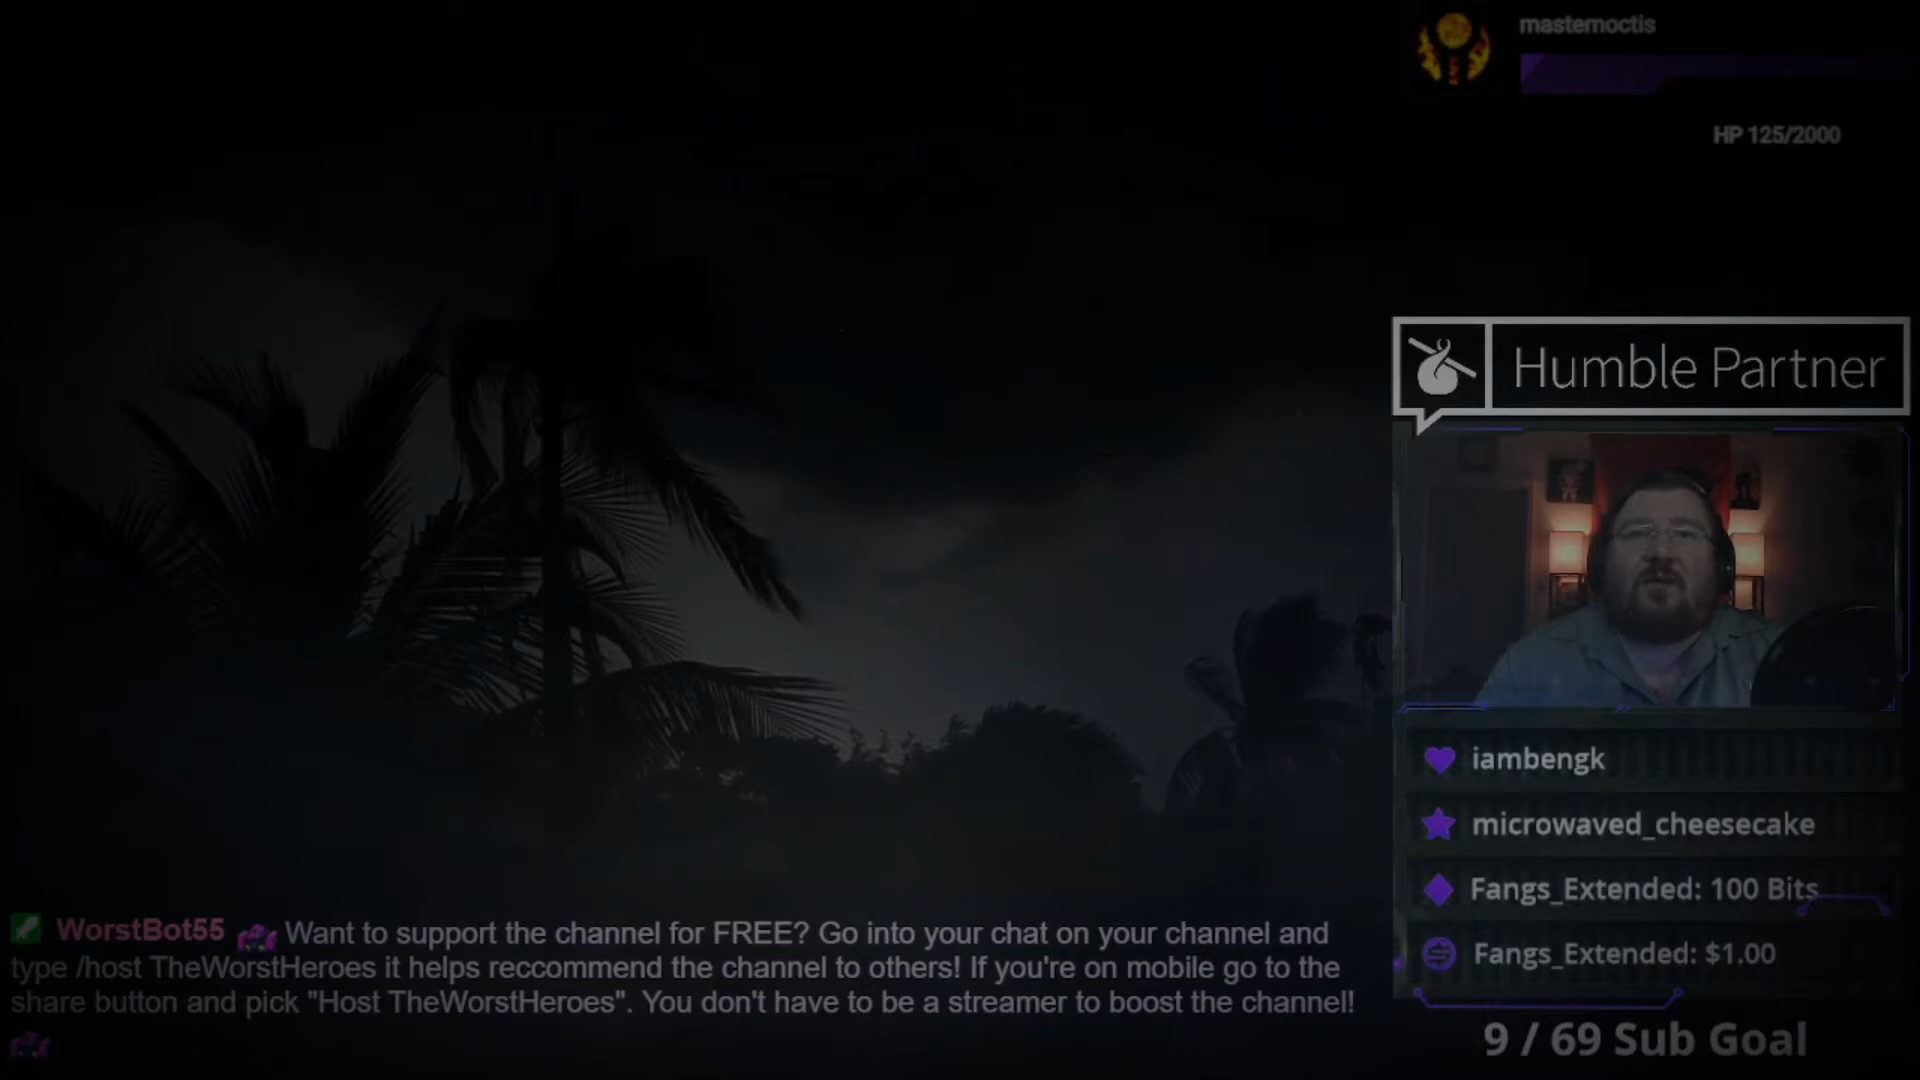 masternoctis
HP 125/2000
Humble Partner
iambengk
microwaved_cheesecake
Fangs_Extended: 100 Bits
Fangs_Extended: $1.00
9 / 69 Sub Goal
WorstBot55 Want to support the channel for FREE? Go into your chat on your channel and
type /host TheWorstHeroes it helps reccommend the channel to others! If you're on mobile go to the
share button and pick "Host TheWorstHeroes". You don't have to be a streamer to boost the channel!